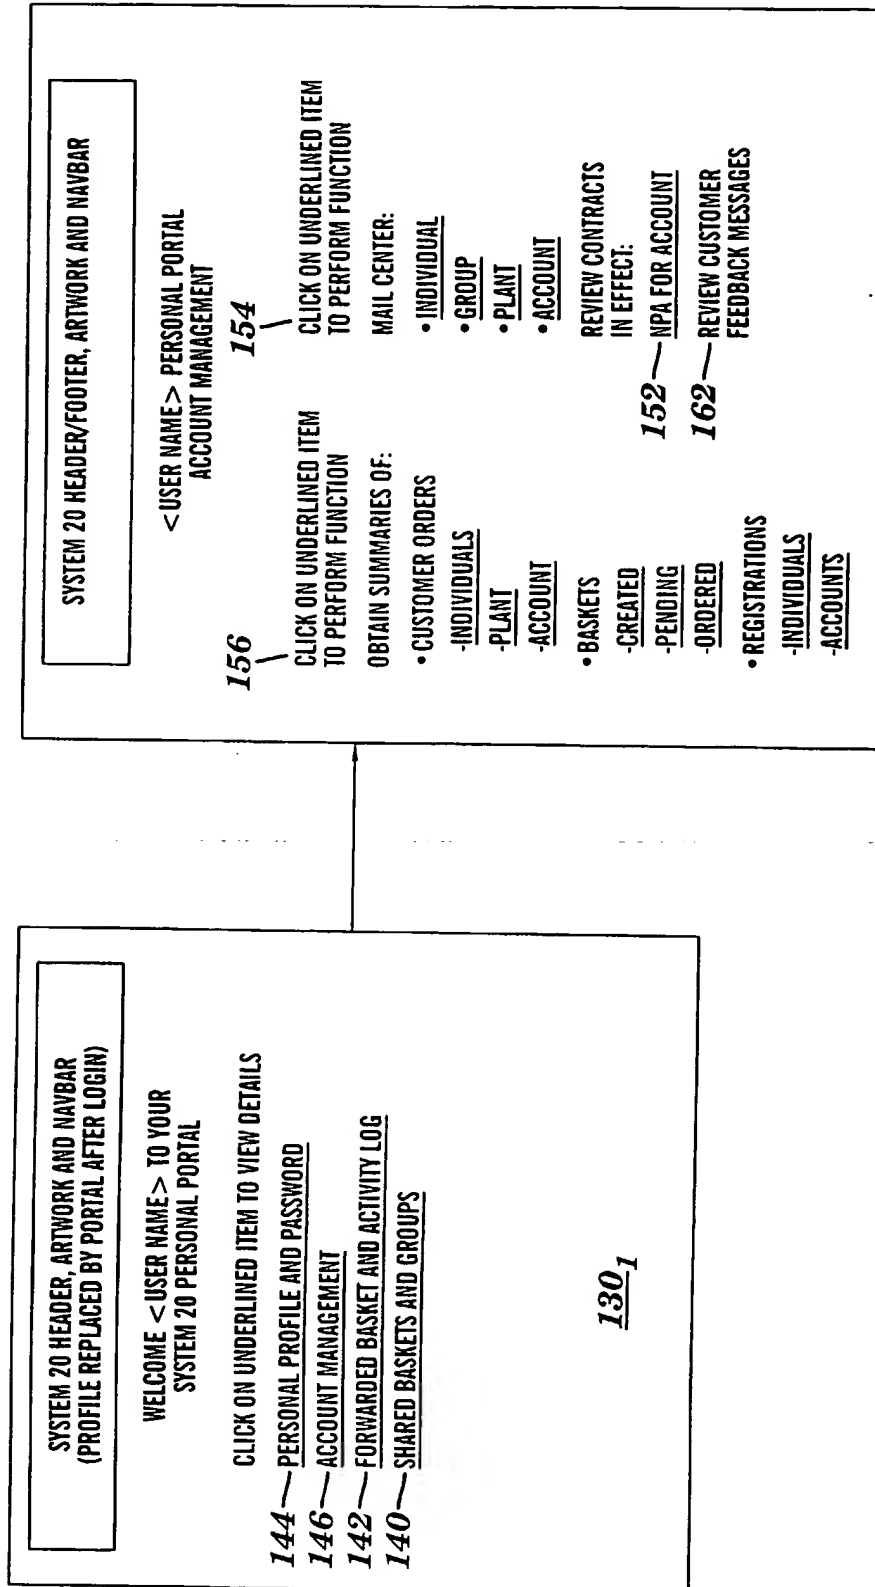 SYSTEM 20 HEADER, ARTWORK AND NAVBAR
(PROFILE REPLACED BY PORTAL AFTER LOGIN)
WELCOME <USER NAME> TO YOUR
SYSTEM 20 PERSONAL PORTAL
CLICK ON UNDERLINED ITEM TO VIEW DETAILS
144 PERSONAL PROFILE AND PASSWORD
146 ACCOUNT MANAGEMENT
142 FORWARDED BASKET AND ACTIVITY LOG
140 SHARED BASKETS AND GROUPS
130₁
SYSTEM 20 HEADER/FOOTER, ARTWORK AND NAVBAR
<USER NAME> PERSONAL PORTAL
ACCOUNT MANAGEMENT
156
CLICK ON UNDERLINED ITEM
TO PERFORM FUNCTION
OBTAIN SUMMARIES OF:
•CUSTOMER ORDERS
-INDIVIDUALS
-PLANT
-ACCOUNT
•BASKETS
-CREATED
-PENDING
-ORDERED
•REGISTRATIONS
-INDIVIDUALS
-ACCOUNTS
154
CLICK ON UNDERLINED ITEM
TO PERFORM FUNCTION
MAIL CENTER:
•INDIVIDUAL
•GROUP
•PLANT
•ACCOUNT
REVIEW CONTRACTS
IN EFFECT:
152 NPA FOR ACCOUNT
162 REVIEW CUSTOMER
FEEDBACK MESSAGES